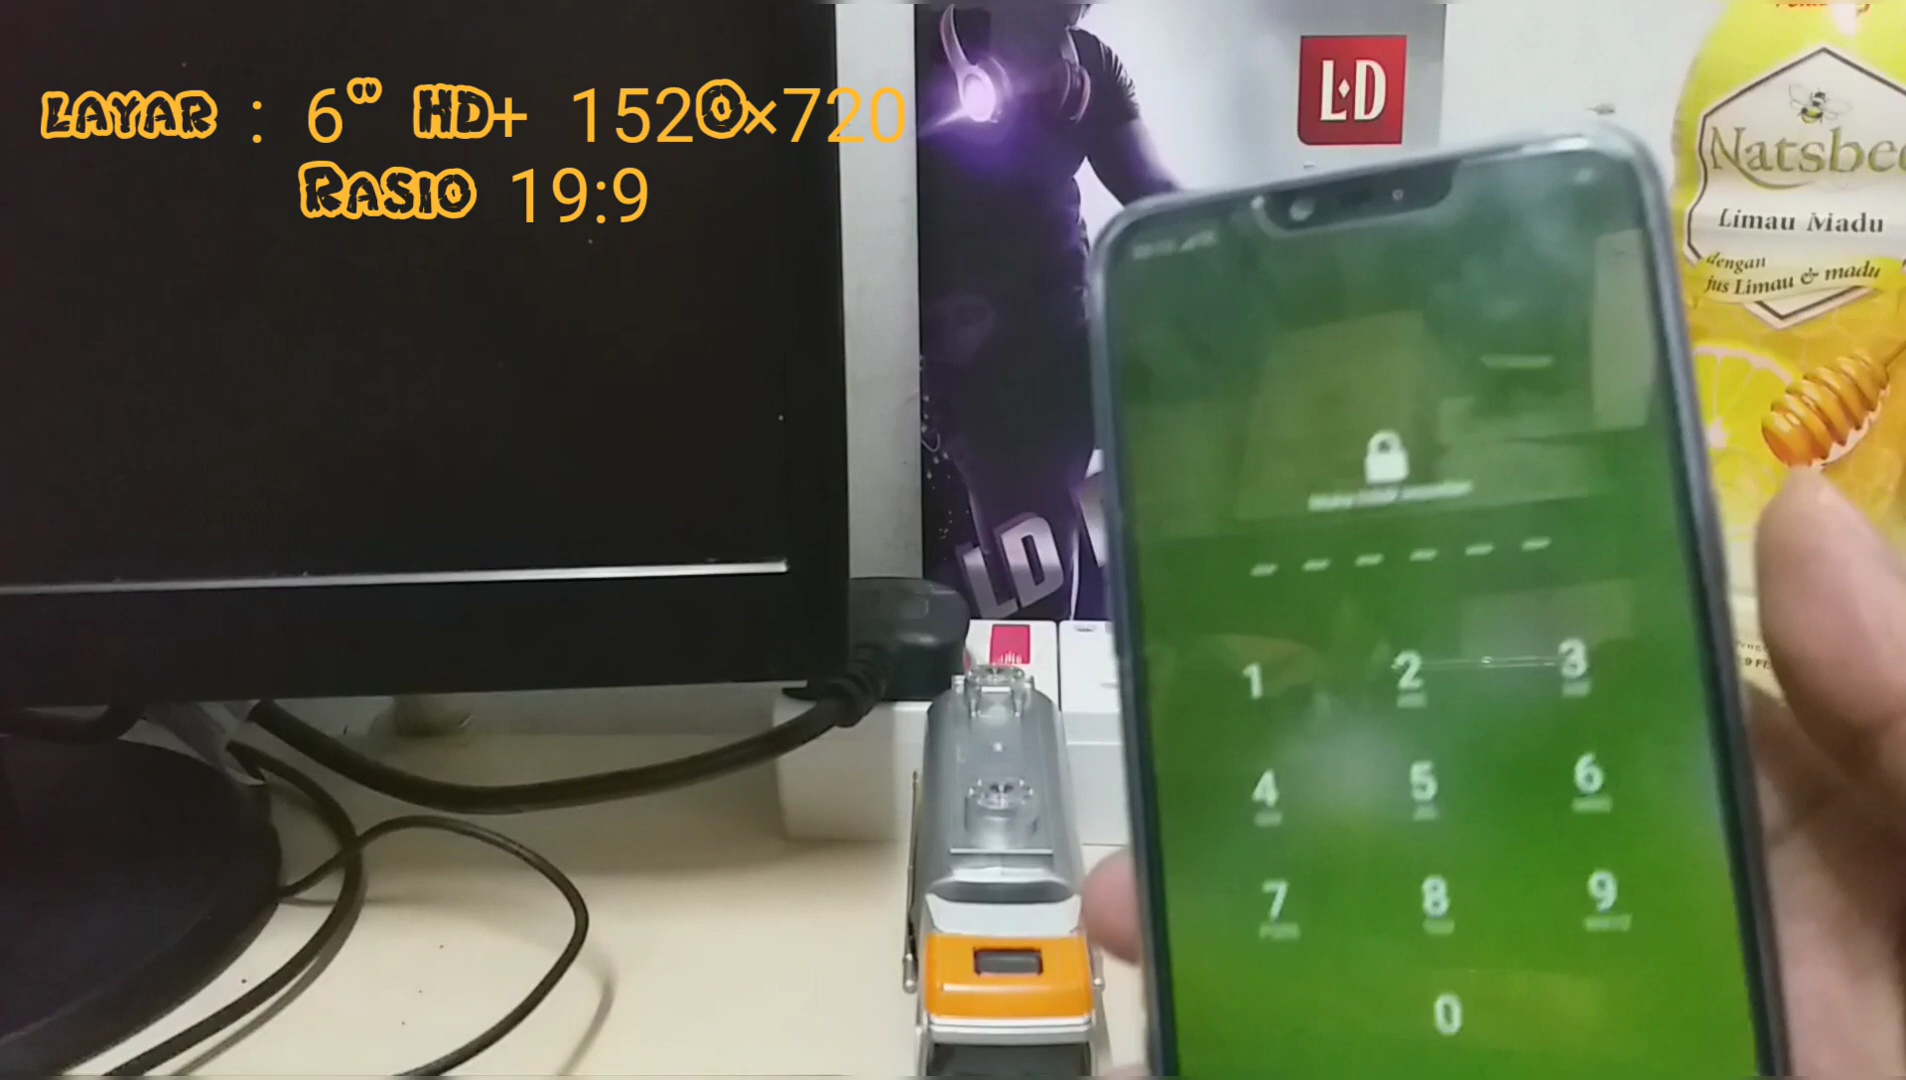 LAYAR : 6" HD+ 1520×720
RASIO 19:9
L·D
Natsbee
Limau Madu
dengan
jus Limau & madu
LD
1 2 3
4 5 6
7 8 9
0